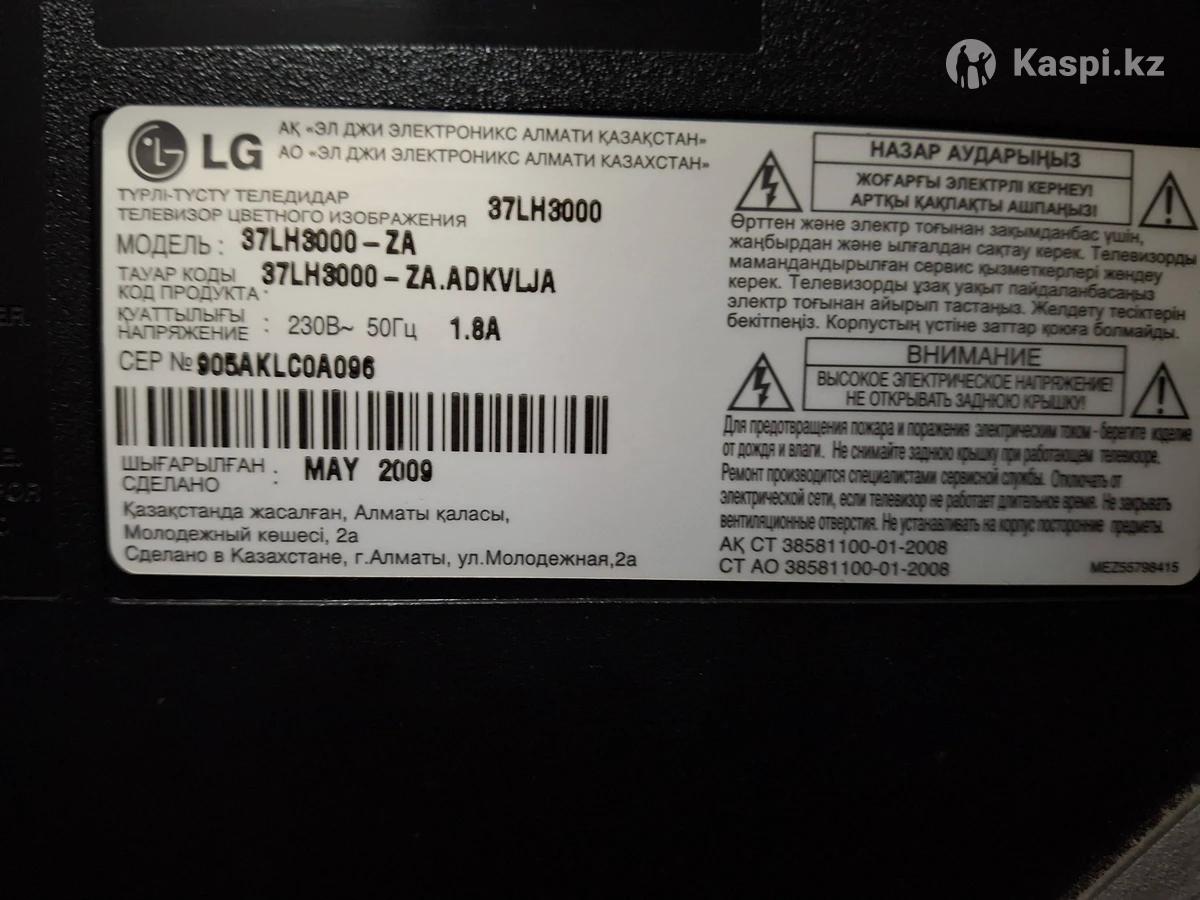 Kaspi.kz
LG
АҚ «ЭЛ ДЖИ ЭЛЕКТРОНИКС АЛМАТИ ҚАЗАҚСТАН»
АО «ЭЛ ДЖИ ЭЛЕКТРОНИКС АЛМАТИ КАЗАХСТАН»
ТҮРЛІ-ТҮСТҮ ТЕЛЕДИДАР
ТЕЛЕВИЗОР ЦВЕТНОГО ИЗОБРАЖЕНИЯ 37LH3000
МОДЕЛЬ : 37LH3000-ZA
ТАУАР КОДЫ
КОД ПРОДУКТА : 37LH3000-ZA.ADKVLJA
ҚУАТТЫЛЫҒЫ
НАПРЯЖЕНИЕ : 230В~ 50Гц 1.8A
СЕР № 905AKLC0A096
ШЫҒАРЫЛҒАН
СДЕЛАНО : MAY 2009
Қазақстанда жасалған, Алматы қаласы,
Молодежный көшесі, 2а
Сделано в Казахстане, г.Алматы, ул.Молодежная,2а
НАЗАР АУДАРЫҢЫЗ
ЖОҒАРҒЫ ЭЛЕКТРЛІ КЕРНЕУ!
АРТҚЫ ҚАҚПАҚТЫ АШПАҢЫЗ!
Өрттен және электр тоғынан зақымданбас үшін,
жаңбырдан және ылғалдан сақтау керек. Телевизорды
мамандандырылған сервис қызметкерлері жөндеу
керек. Телевизорды ұзақ уақыт пайдаланбасаңыз
электр тоғынан айырып тастаңыз. Желдету тесіктерін
бекітпеңіз. Корпустың үстіне заттар қоюға болмайды.
ВНИМАНИЕ
ВЫСОКОЕ ЭЛЕКТРИЧЕСКОЕ НАПРЯЖЕНИЕ!
НЕ ОТКРЫВАТЬ ЗАДНЮЮ КРЫШКУ!
Для предотвращения пожара и поражения электрическим током - берегите изделие
от дождя и влаги. Не снимайте заднюю крышку при работающем телевизоре.
Ремонт производится специалистами сервисной службы. Отключать от
электрической сети, если телевизор не работает длительное время. Не закрывать
вентиляционные отверстия. Не устанавливать на корпус посторонние предметы.
АҚ СТ 38581100-01-2008
СТ АО 38581100-01-2008
MEZ55798415